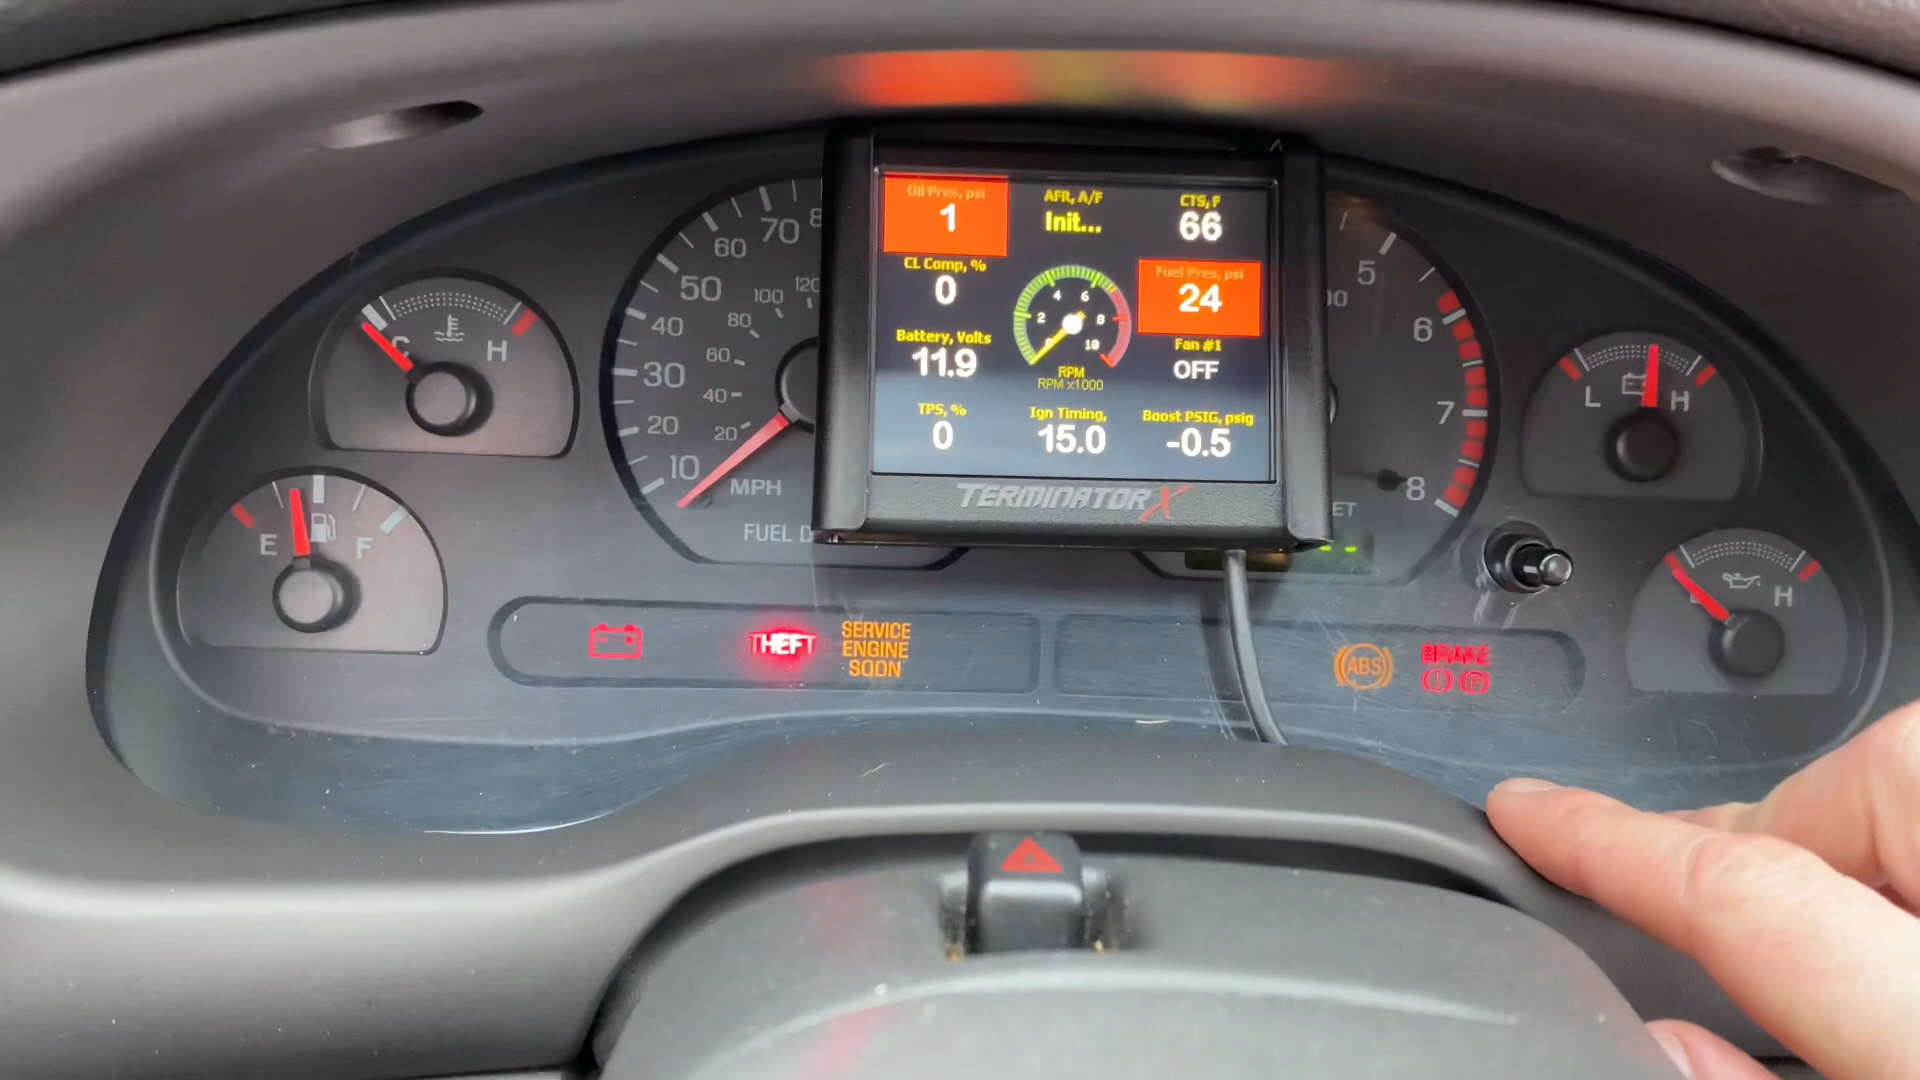 Oil Pres, psi
1
AFR, A/F
Init...
CTS, F
66
CL Comp, %
0
Fuel Pres, psi
24
Battery, Volts
11.9
2
4
6
8
10
RPM
RPM x1000
Fan #1
OFF
TPS, %
0
Ign Timing,
15.0
Boost PSIG, psig
-0.5
TERMINATOR X
C
H
E
F
10
20
30
40
50
60
70
8
20
40
60
80
100
120
MPH
FUEL D
5
6
7
8
00
ET
L
H
H
THEFT
SERVICE
ENGINE
SOON
ABS
BRAKE
P